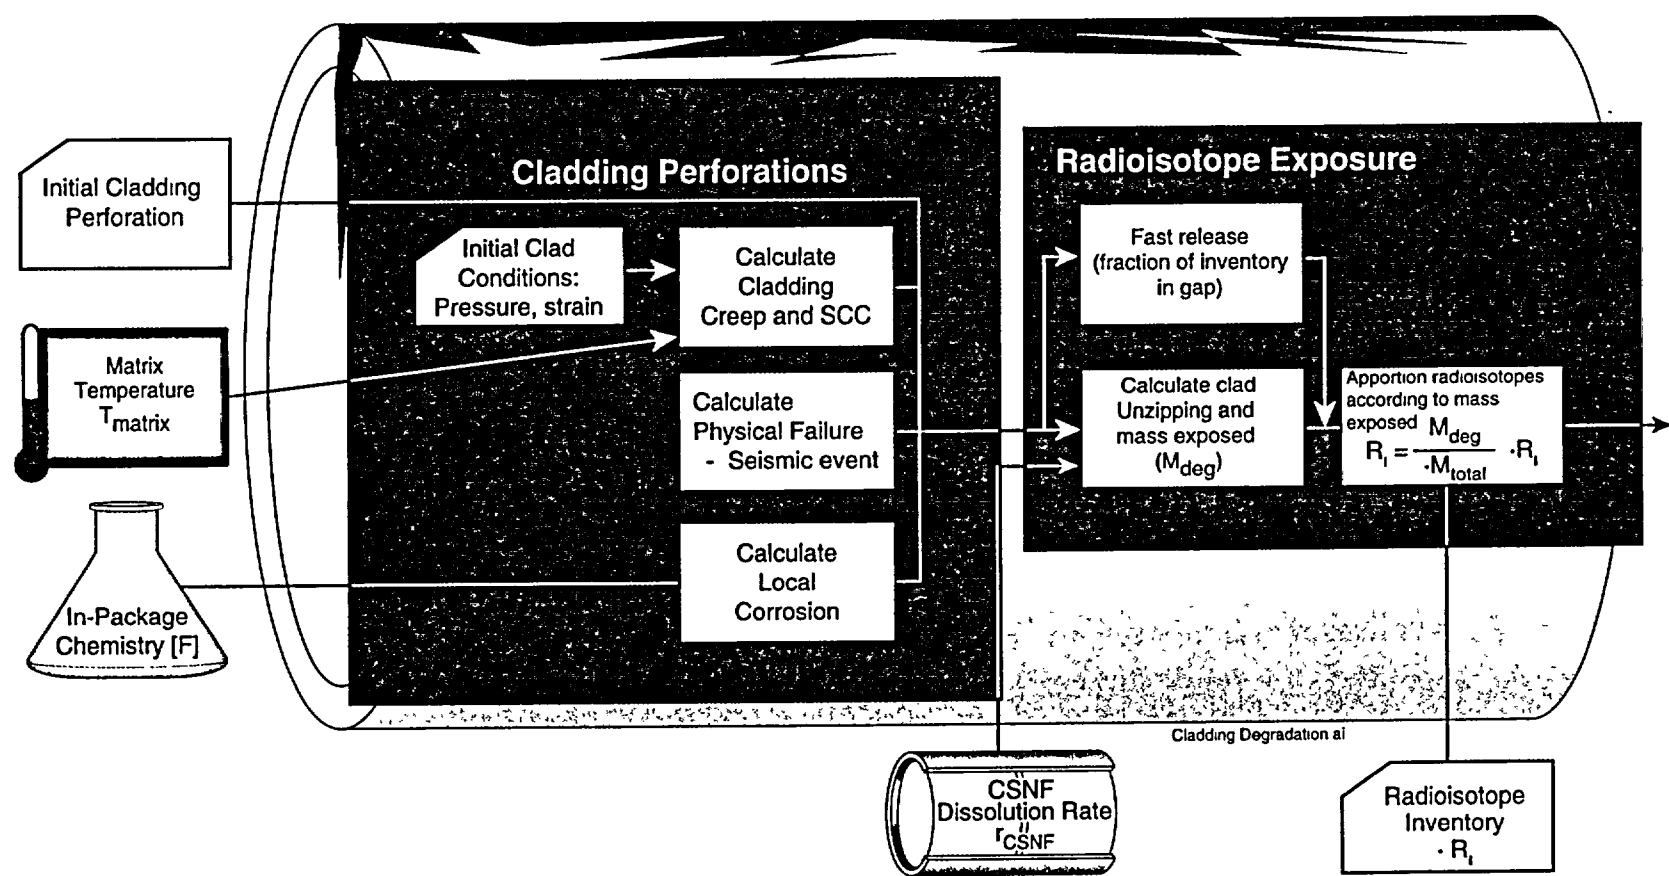 Cladding Perforations
Radioisotope Exposure
Initial Cladding
Perforation
Initial Clad
Conditions:
Pressure, strain
Calculate
Cladding
Creep and SCC
Fast release
(fraction of inventory
in gap)
Matrix
Temperature
Tmatrix
Calculate
Physical Failure
- Seismic event
Calculate clad
Unzipping and
mass exposed
(Mdeg)
Apportion radioisotopes
according to mass
exposed
Ri = Mdeg / ·Mtotal ·Ri
In-Package
Chemistry [F]
Calculate
Local
Corrosion
Cladding Degradation ai
CSNF
Dissolution Rate
r"CSNF
Radioisotope
Inventory
· Ri